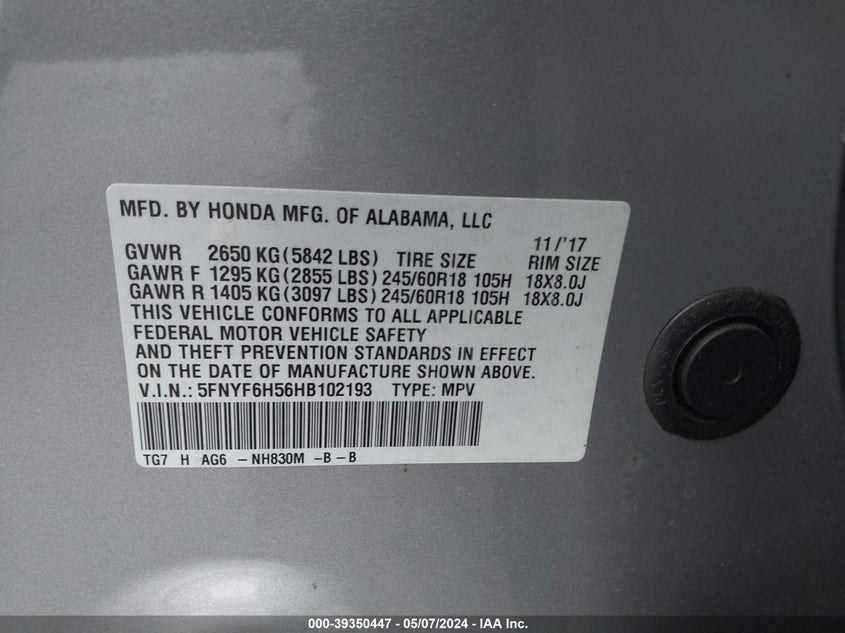 MFD. BY HONDA MFG. OF ALABAMA, LLC
11/'17
GVWR 2650 KG(5842 LBS) TIRE SIZE RIM SIZE
GAWR F 1295 KG(2855 LBS)245/60R18 105H 18X8.0J
GAWR R 1405 KG(3097 LBS)245/60R18 105H 18X8.0J
THIS VEHICLE CONFORMS TO ALL APPLICABLE
FEDERAL MOTOR VEHICLE SAFETY
AND THEFT PREVENTION STANDARDS IN EFFECT
ON THE DATE OF MANUFACTURE SHOWN ABOVE.
V.I.N.: 5FNYF6H56HB102193 TYPE: MPV
TG7 H AG6 -NH830M -B-B
000-39350447 - 05/07/2024 - IAA Inc.